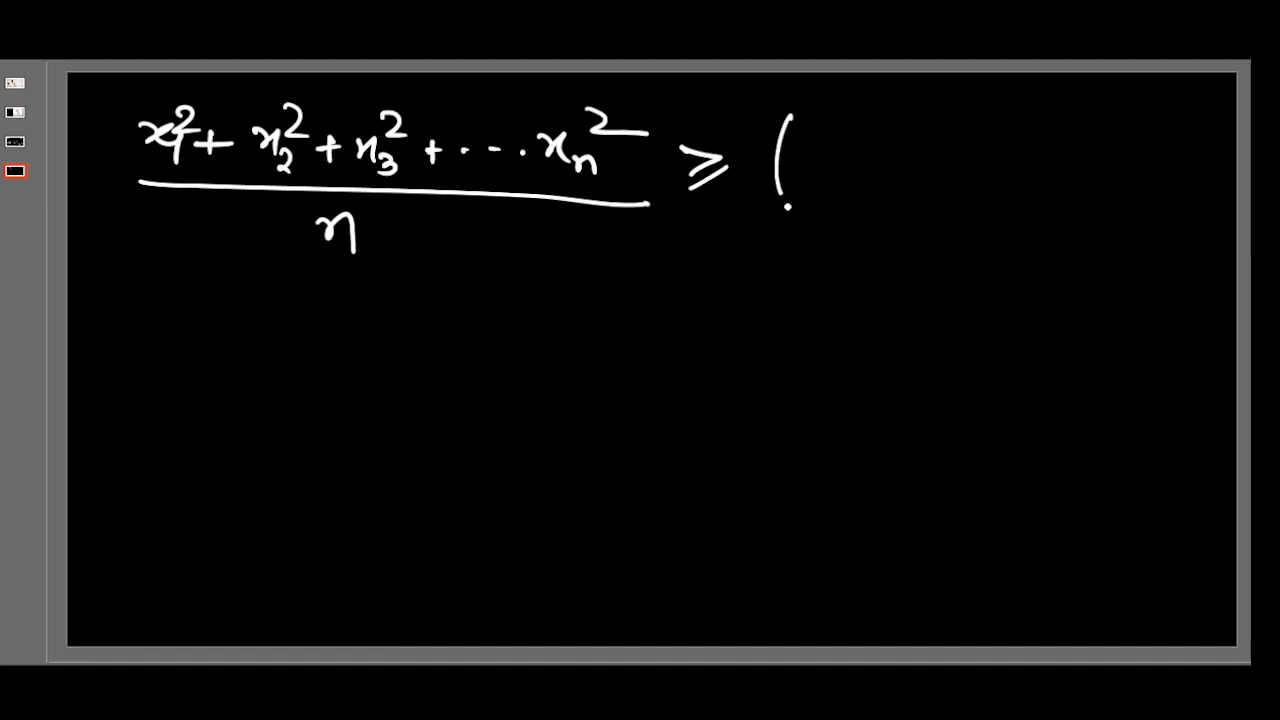 x₁² + x₂² + x₃² + ... xₙ² ≥ (
n